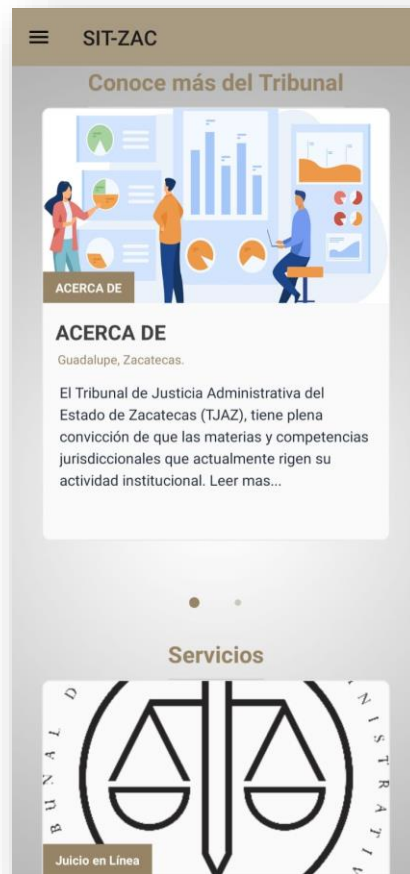 SIT-ZAC
Conoce más del Tribunal
ACERCA DE
ACERCA DE
Guadalupe, Zacatecas.
El Tribunal de Justicia Administrativa del
Estado de Zacatecas (TJAZ), tiene plena
convicción de que las materias y competencias
jurisdiccionales que actualmente rigen su
actividad institucional. Leer mas...
Servicios
BUNAL D
NISTRATIV
Juicio en Línea